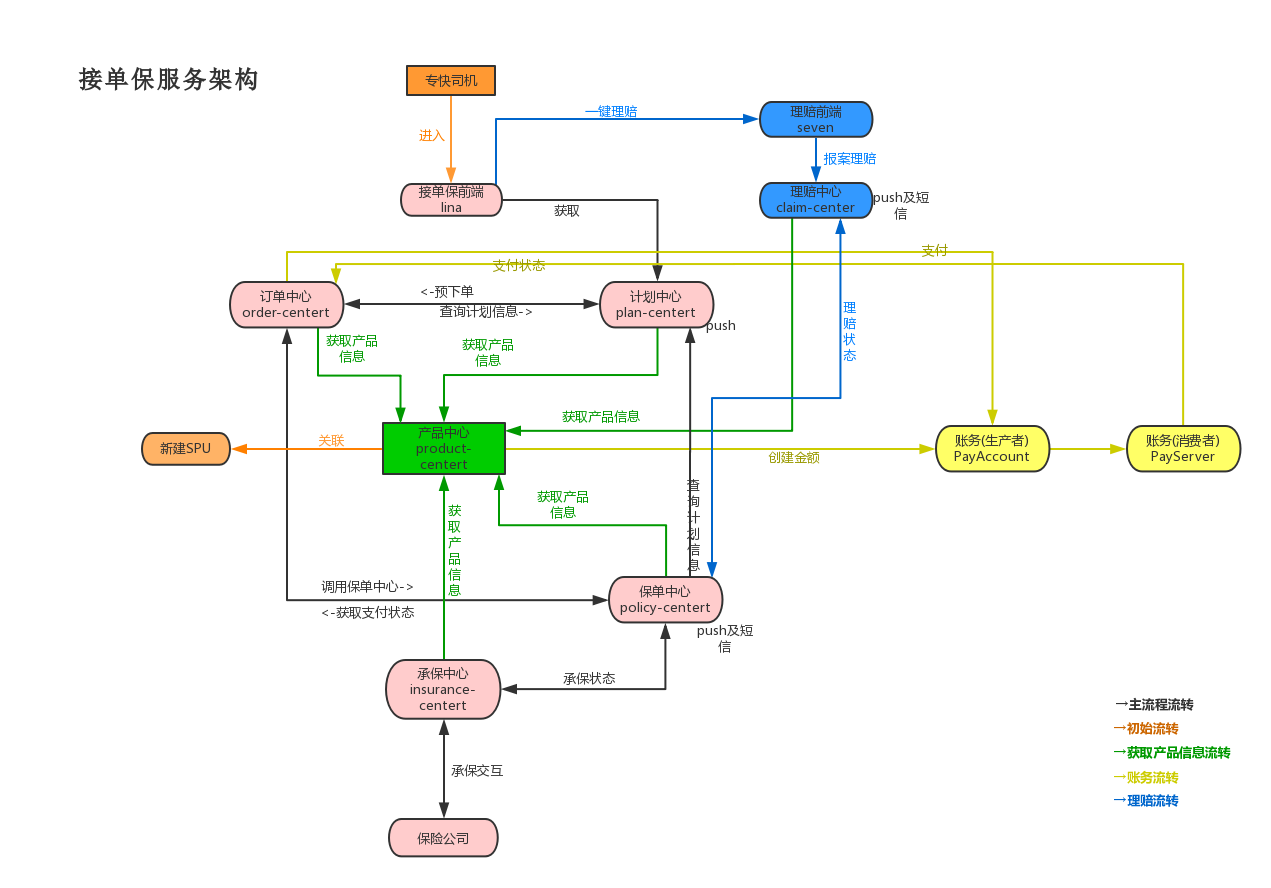 接单保服务架构
专快司机
进入
一键理赔
理赔前端
seven
报案理赔
接单保前端
lina
获取
理赔中心
claim-center
push及短
信
支付
支付状态
订单中心
order-centert
<-预下单
查询计划信息->
计划中心
plan-centert
push
理
赔
状
态
获取产品
信息
获取产品
信息
获取产品信息
产品中心
product-
centert
关联
新建SPU
创建金额
账务(生产者)
PayAccount
账务(消费者)
PayServer
获取产品
信息
查
询
计
划
信
息
获
取
产
品
信
息
调用保单中心->
<-获取支付状态
保单中心
policy-centert
push及短
信
承保中心
insurance-
centert
承保状态
承保交互
保险公司
→主流程流转
→初始流转
→获取产品信息流转
→账务流转
→理赔流转